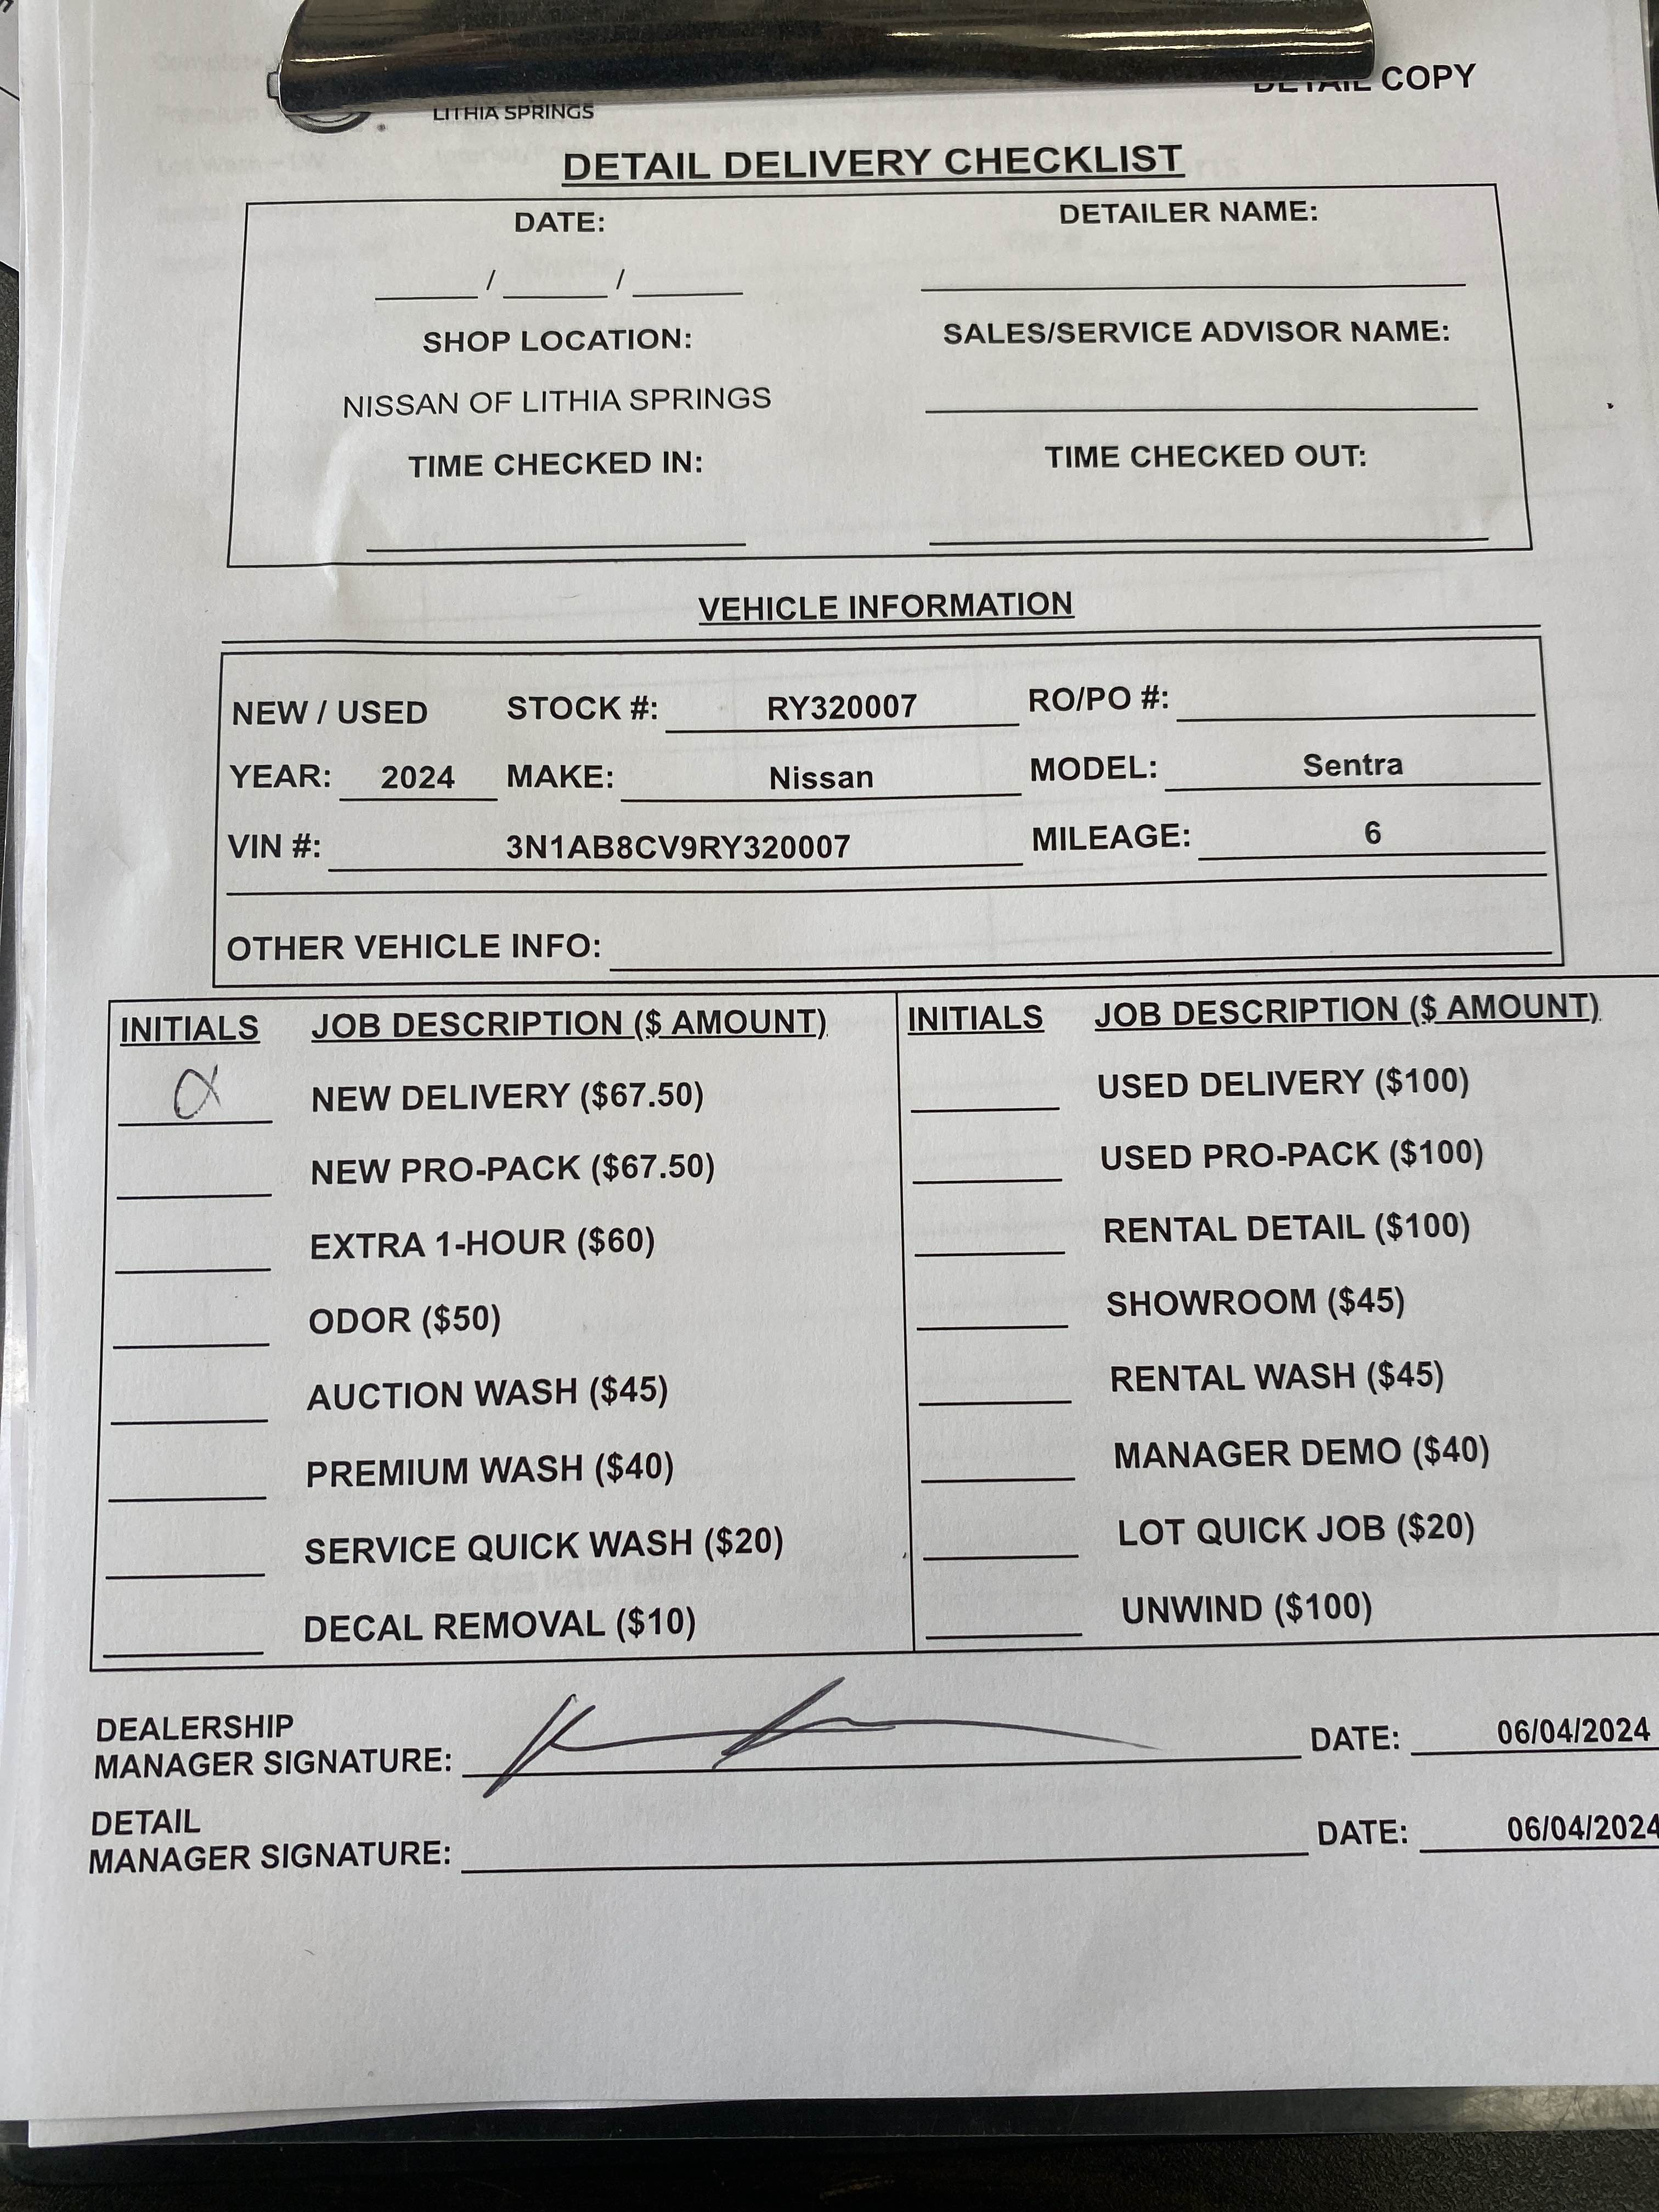 DETAIL COPY
LITHIA SPRINGS
DETAIL DELIVERY CHECKLIST
DATE: DETAILER NAME:
____ / ____ / ____ ____
SHOP LOCATION: SALES/SERVICE ADVISOR NAME:
NISSAN OF LITHIA SPRINGS
TIME CHECKED IN: TIME CHECKED OUT:
VEHICLE INFORMATION
NEW / USED STOCK #: RY320007 RO/PO #:
YEAR: 2024 MAKE: Nissan MODEL: Sentra
VIN #: 3N1AB8CV9RY320007 MILEAGE: 6
OTHER VEHICLE INFO:
INITIALS JOB DESCRIPTION ($ AMOUNT) INITIALS JOB DESCRIPTION ($ AMOUNT)
NEW DELIVERY ($67.50) USED DELIVERY ($100)
NEW PRO-PACK ($67.50) USED PRO-PACK ($100)
EXTRA 1-HOUR ($60) RENTAL DETAIL ($100)
ODOR ($50) SHOWROOM ($45)
AUCTION WASH ($45) RENTAL WASH ($45)
PREMIUM WASH ($40) MANAGER DEMO ($40)
SERVICE QUICK WASH ($20) LOT QUICK JOB ($20)
DECAL REMOVAL ($10) UNWIND ($100)
DEALERSHIP
MANAGER SIGNATURE: DATE: 06/04/2024
DETAIL
MANAGER SIGNATURE: DATE: 06/04/2024